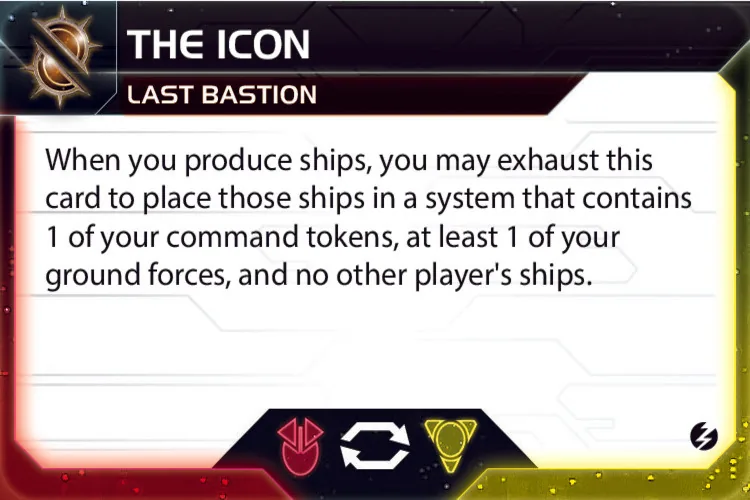 THE ICON
LAST BASTION
When you produce ships, you may exhaust this
card to place those ships in a system that contains
1 of your command tokens, at least 1 of your
ground forces, and no other player's ships.